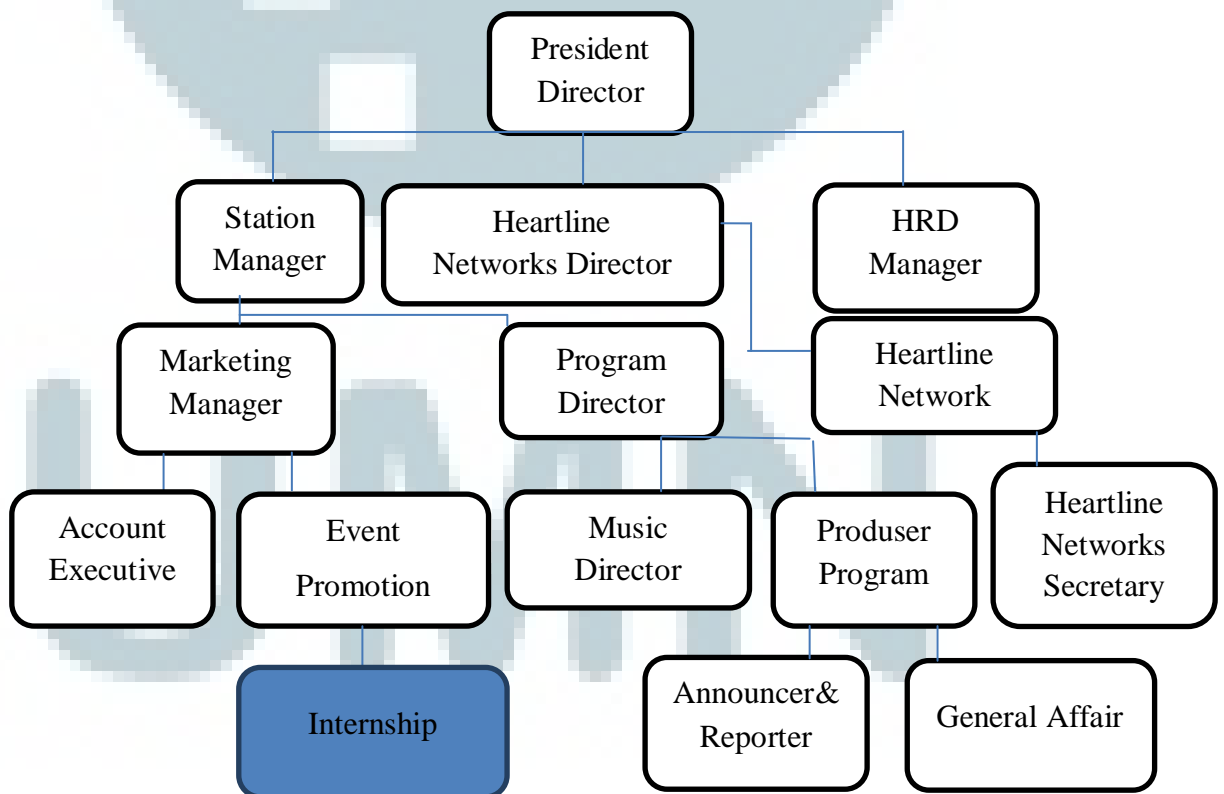 President
Director
Station
Manager
Heartline
Networks Director
HRD
Manager
Marketing
Manager
Program
Director
Heartline
Network
Account
Executive
Event
Promotion
Music
Director
Produser
Program
Heartline
Networks
Secretary
Internship
Announcer&
Reporter
General Affair
UMN